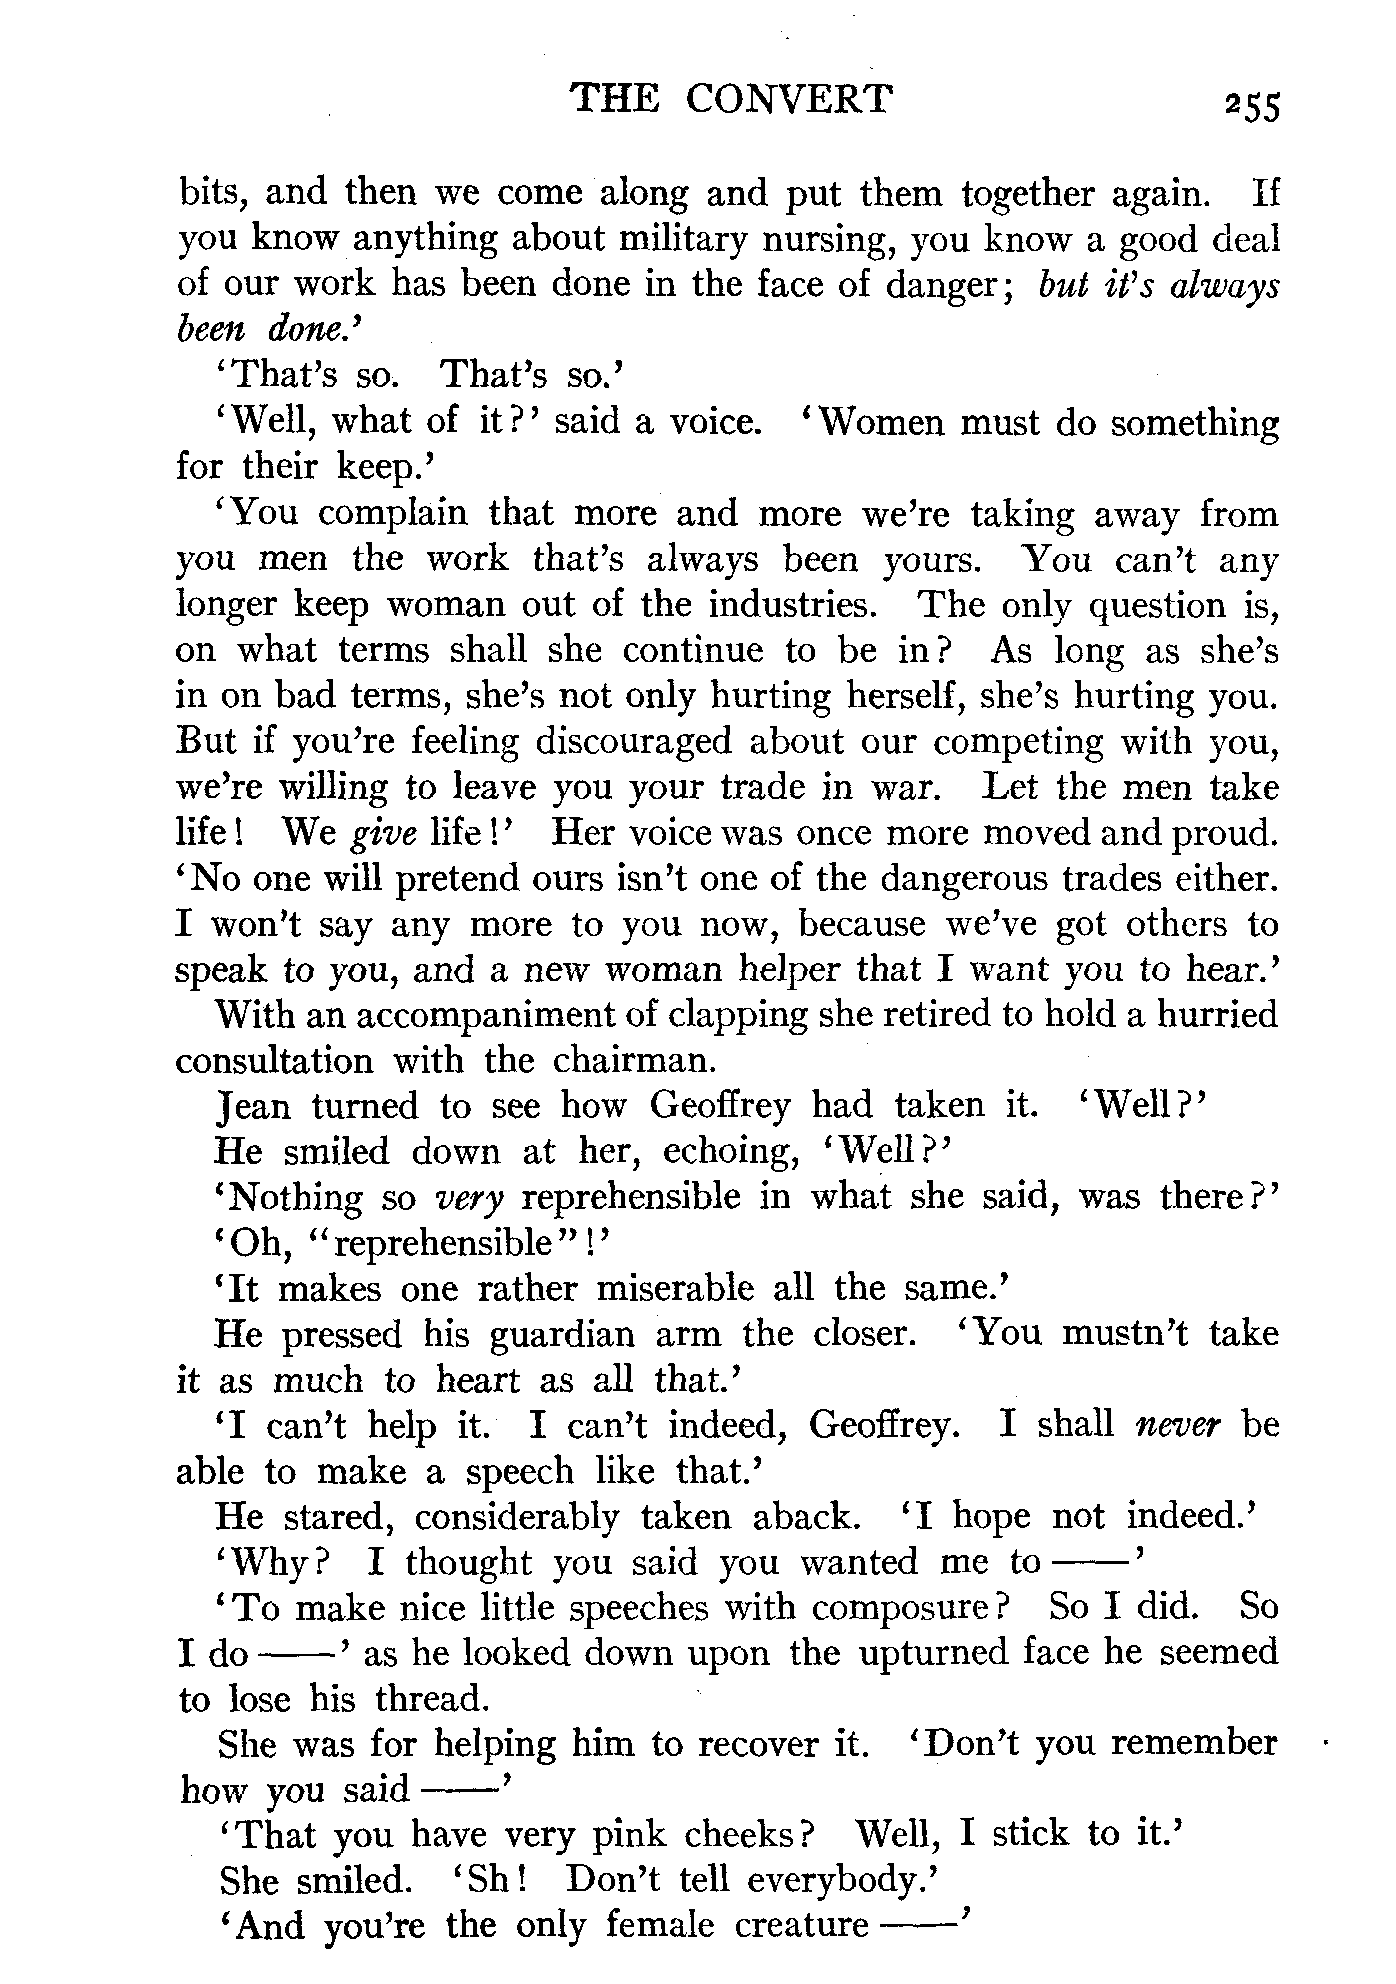 THE CONVERT 255
bits, and then we come along and put them together again. If
you know anything about military nursing, you know a good deal
of our work has been done in the face of danger; but it's always
been done.'
'That's so. That's so.'
'Well, what of it?' said a voice. 'Women must do something
for their keep.'
'You complain that more and more we're taking away from
you men the work that's always been yours. You can't any
longer keep woman out of the industries. The only question is,
on what terms shall she continue to be in? As long as she's
in on bad terms, she's not only hurting herself, she's hurting you.
But if you're feeling discouraged about our competing with you,
we're willing to leave you your trade in war. Let the men take
life! We give life!' Her voice was once more moved and proud.
'No one will pretend ours isn't one of the dangerous trades either.
I won't say any more to you now, because we've got others to
speak to you, and a new woman helper that I want you to hear.'
With an accompaniment of clapping she retired to hold a hurried
consultation with the chairman.
Jean turned to see how Geoffrey had taken it. 'Well?'
He smiled down at her, echoing, 'Well?'
'Nothing so very reprehensible in what she said, was there?'
'Oh, "reprehensible"!'
'It makes one rather miserable all the same.'
He pressed his guardian arm the closer. 'You mustn't take
it as much to heart as all that.'
'I can't help it. I can't indeed, Geoffrey. I shall never be
able to make a speech like that.'
He stared, considerably taken aback. 'I hope not indeed.'
'Why? I thought you said you wanted me to ——'
'To make nice little speeches with composure? So I did. So
I do ——' as he looked down upon the upturned face he seemed
to lose his thread.
She was for helping him to recover it. 'Don't you remember
how you said ——'
'That you have very pink cheeks? Well, I stick to it.'
She smiled. 'Sh! Don't tell everybody.'
'And you're the only female creature ——'